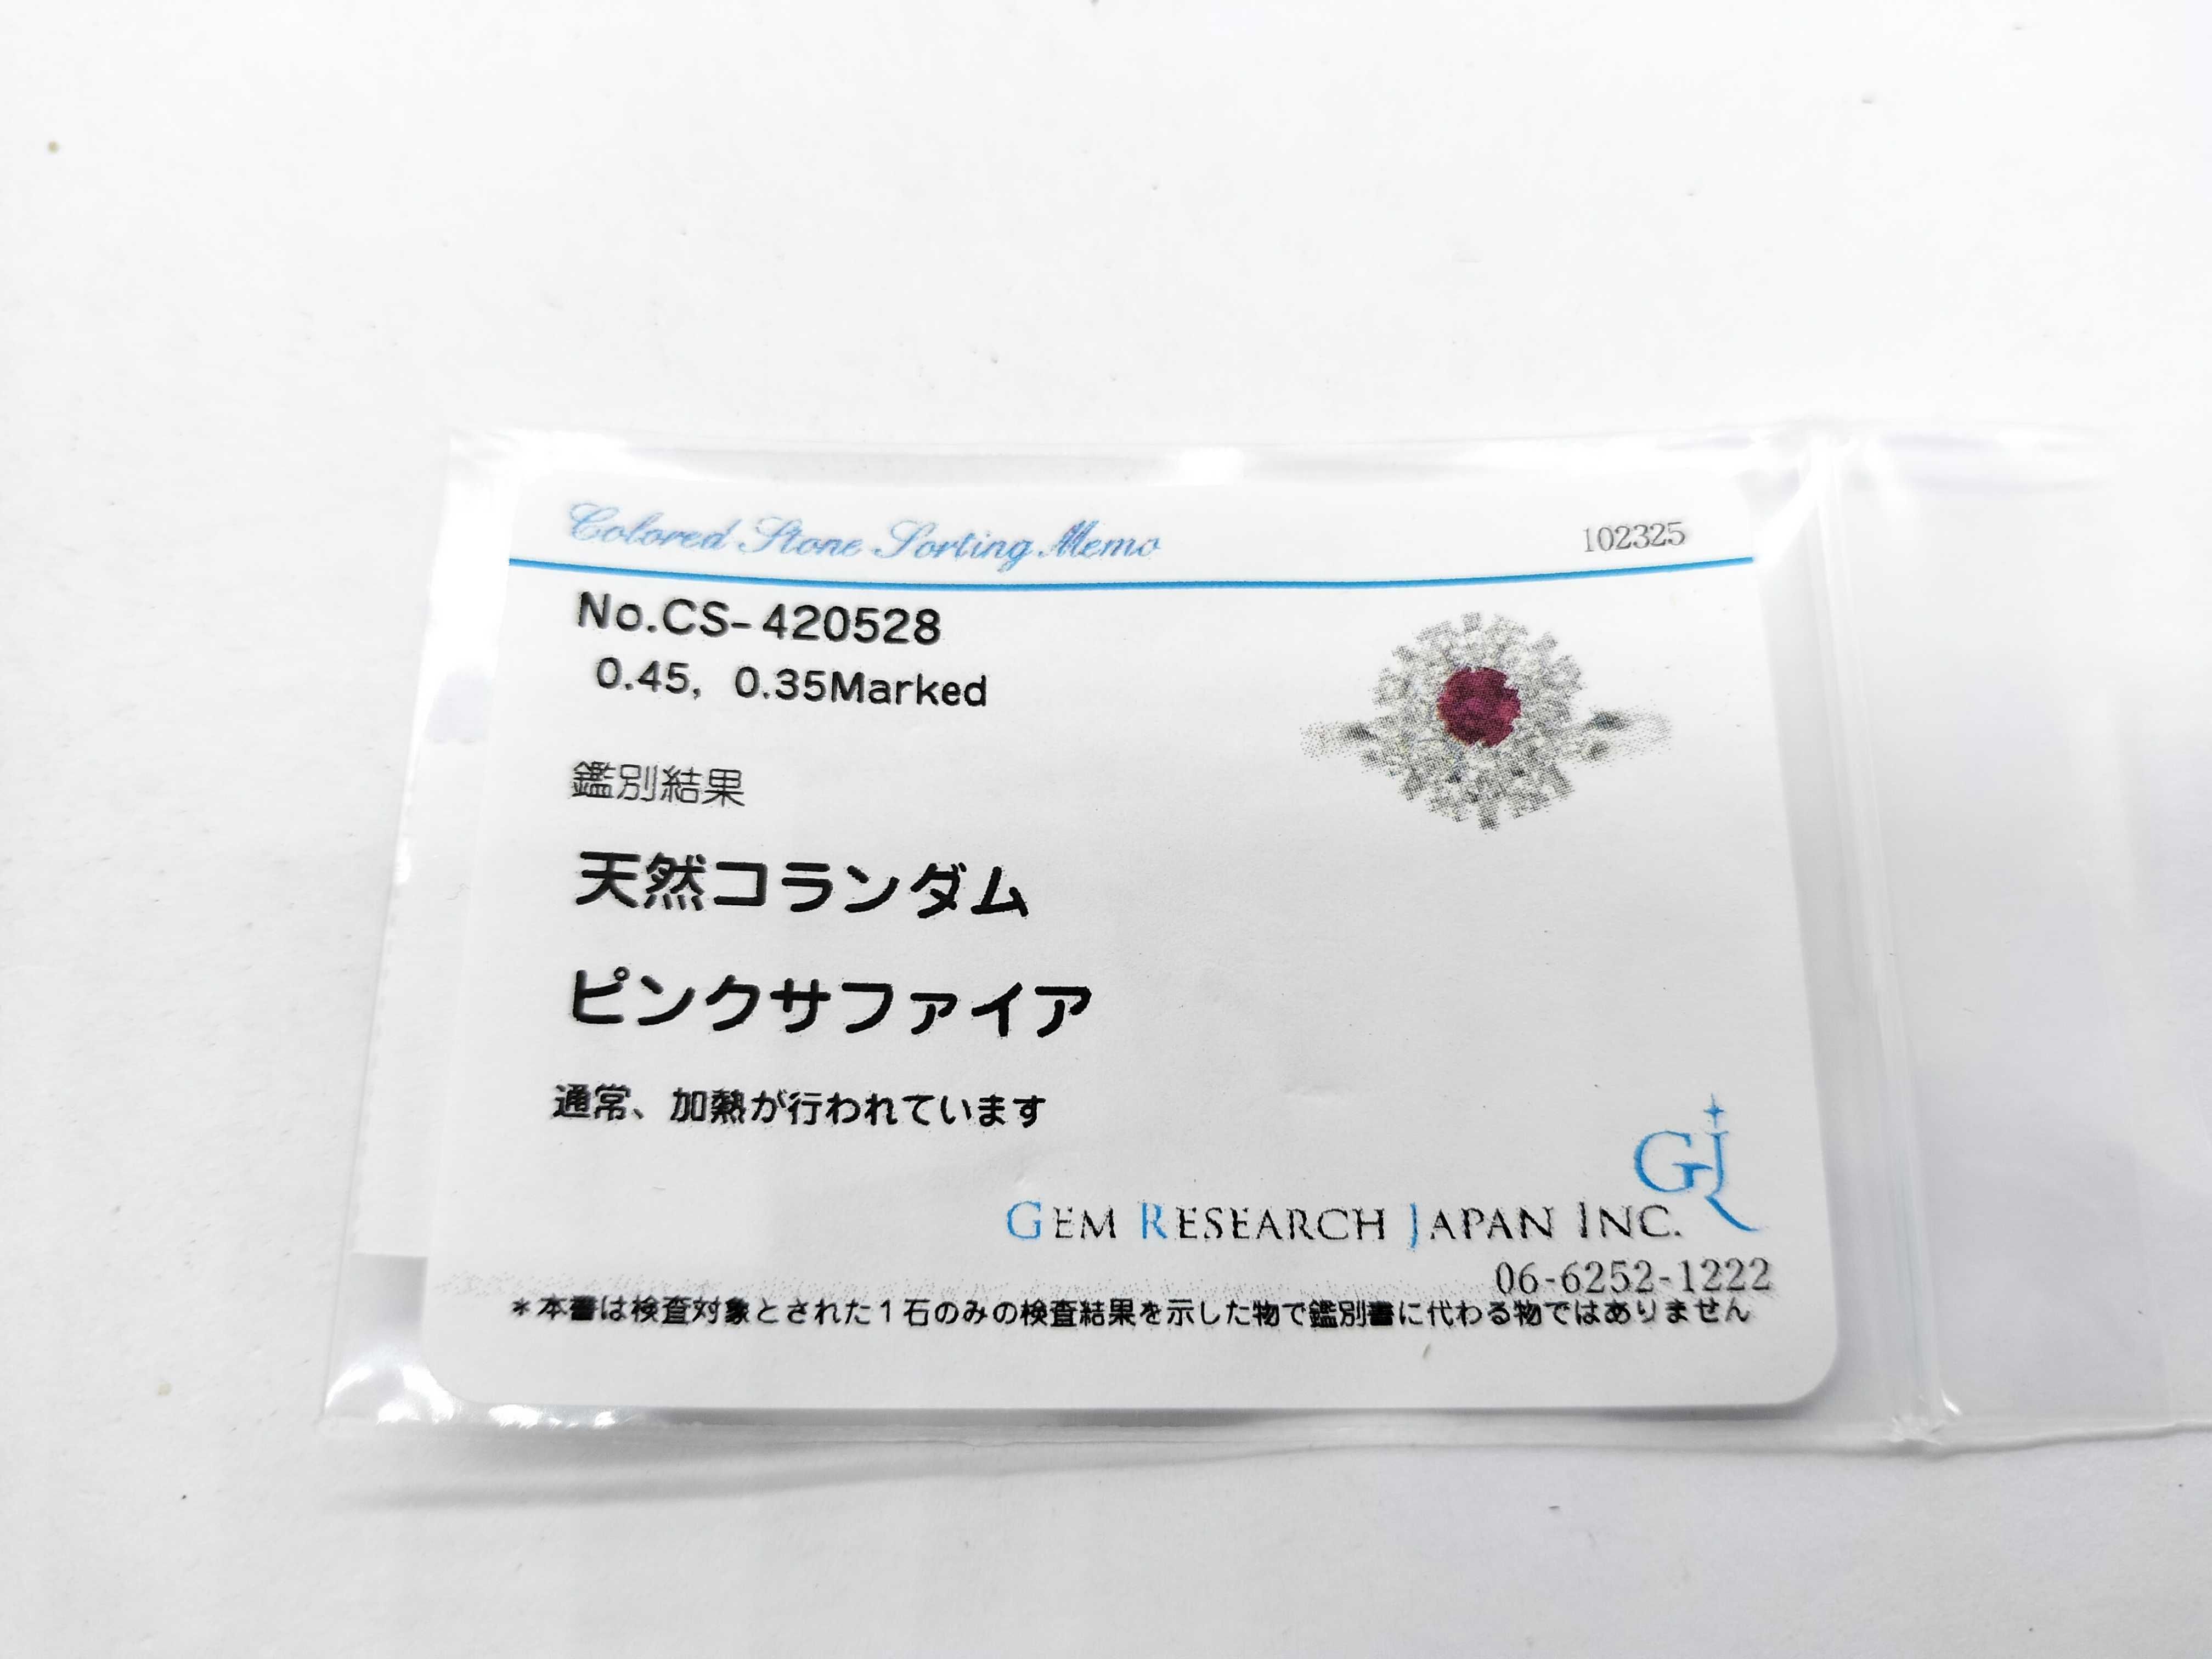 Colored Stone Sorting Memo
102325
No.CS-420528
0.45, 0.35Marked
鑑別結果
天然コランダム
ピンクサファイア
通常、加熱が行われています
GJ
GEM RESEARCH JAPAN INC.
06-6252-1222
*本書は検査対象とされた1石のみの検査結果を示した物で鑑別書に代わる物ではありません